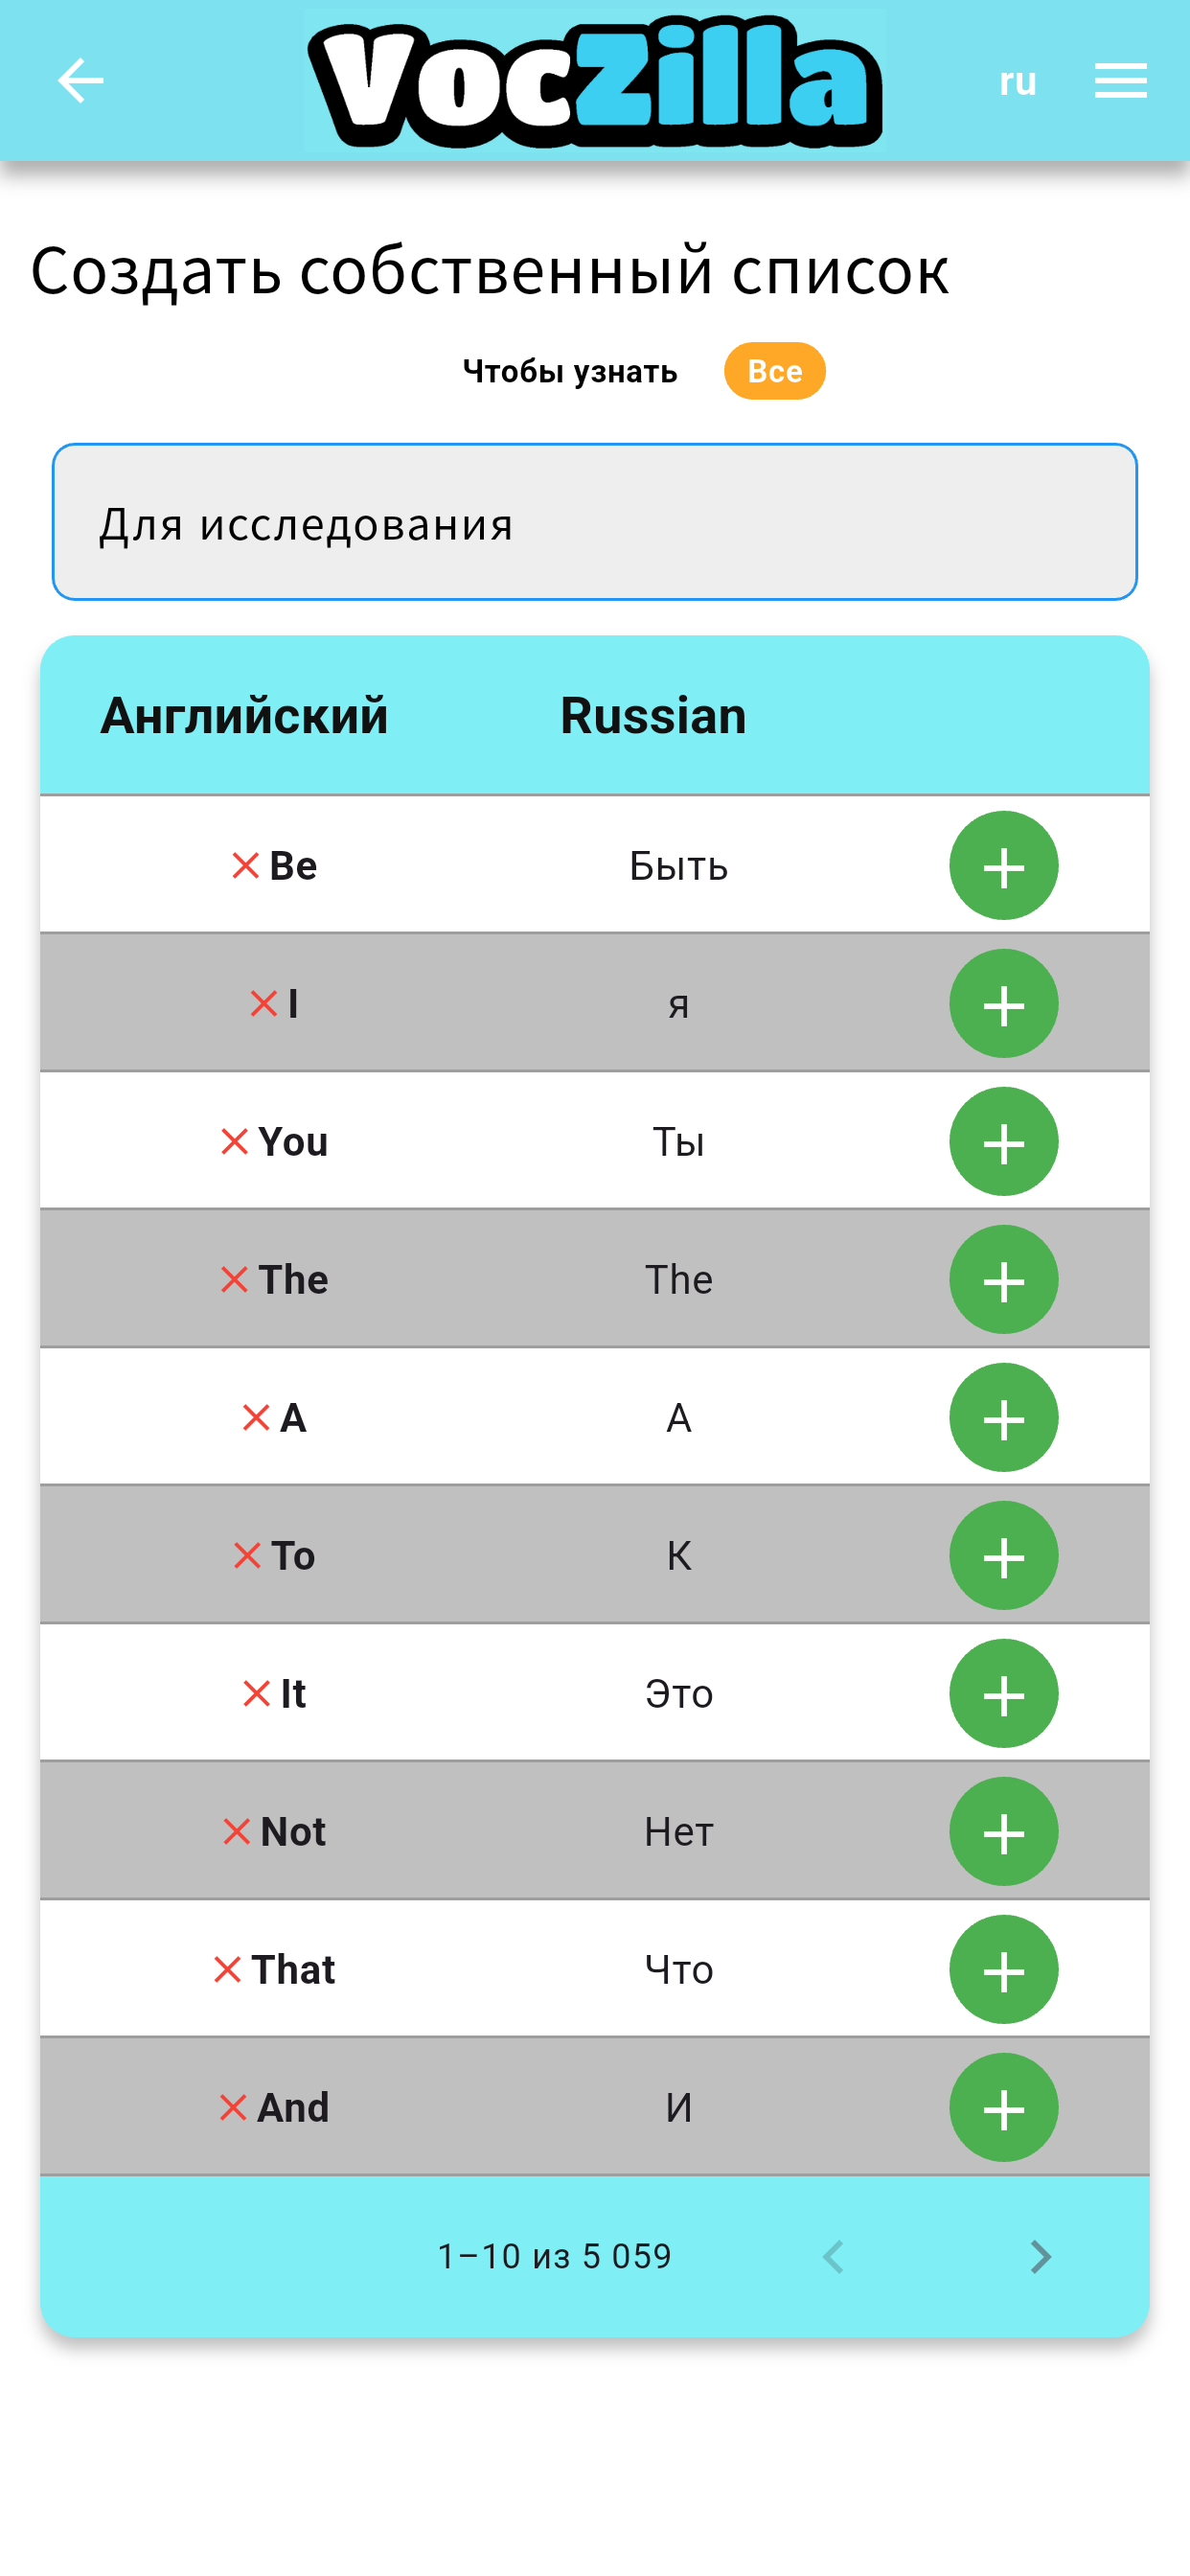 VocZilla
ru
Создать собственный список
Чтобы узнать Все
Для исследования
Английский Russian
Be Быть
I я
You Ты
The The
A А
To К
It Это
Not Нет
That Что
And И
1–10 из 5 059